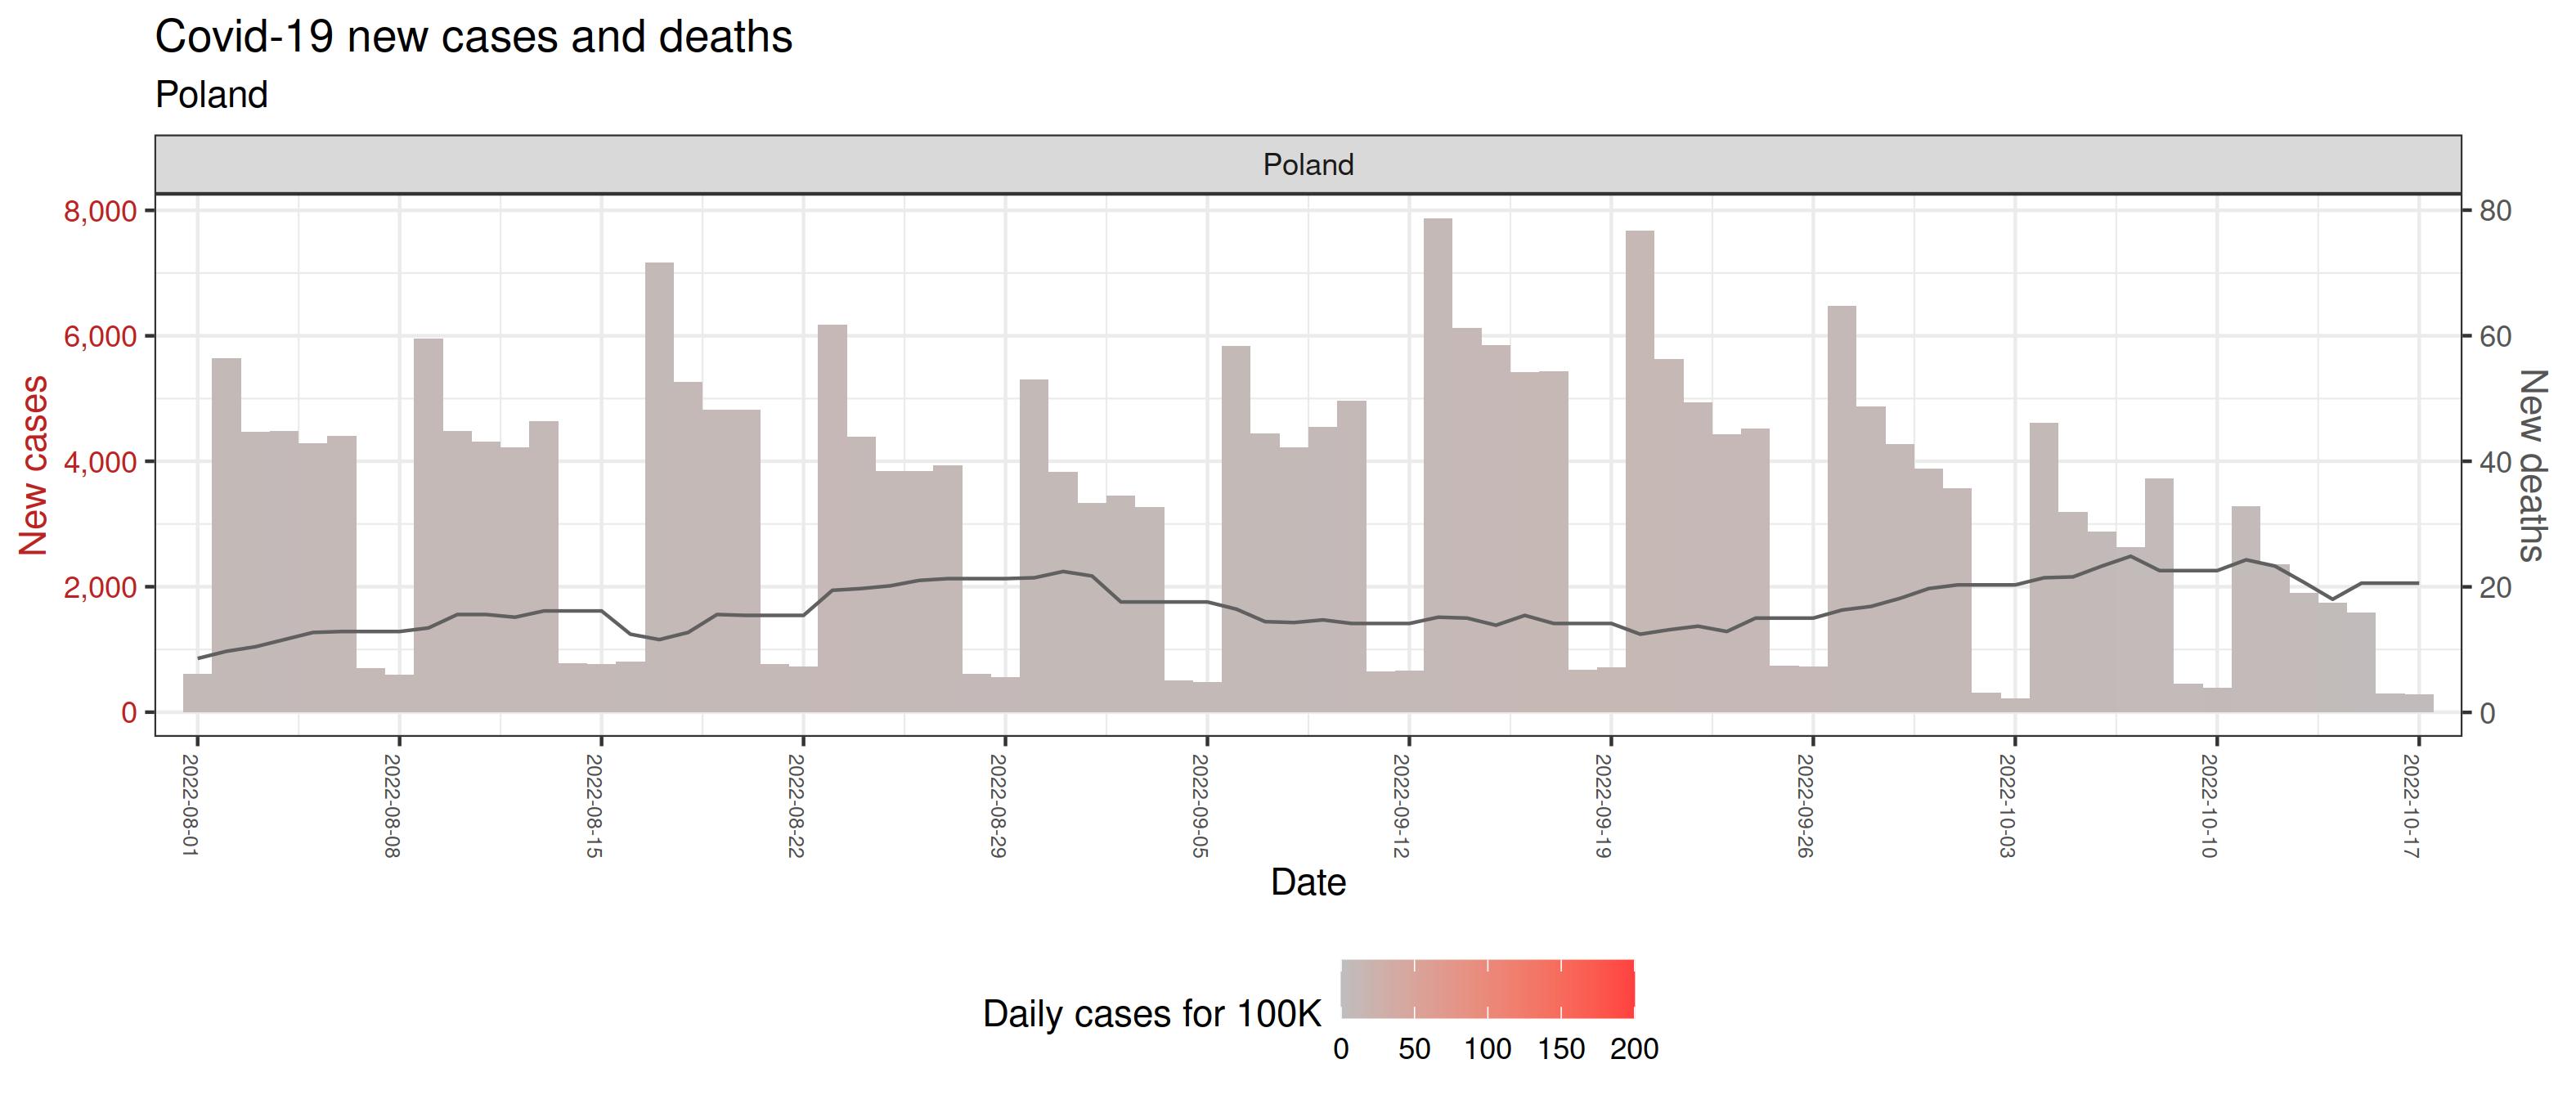 Covid-19 new cases and deaths
Poland
Poland
New cases
8,000
6,000
4,000
2,000
0
80
60
40
20
0
New deaths
2022-08-01
2022-08-08
2022-08-15
2022-08-22
2022-08-29
2022-09-05
2022-09-12
2022-09-19
2022-09-26
2022-10-03
2022-10-10
2022-10-17
Date
Daily cases for 100K
0 50 100 150 200